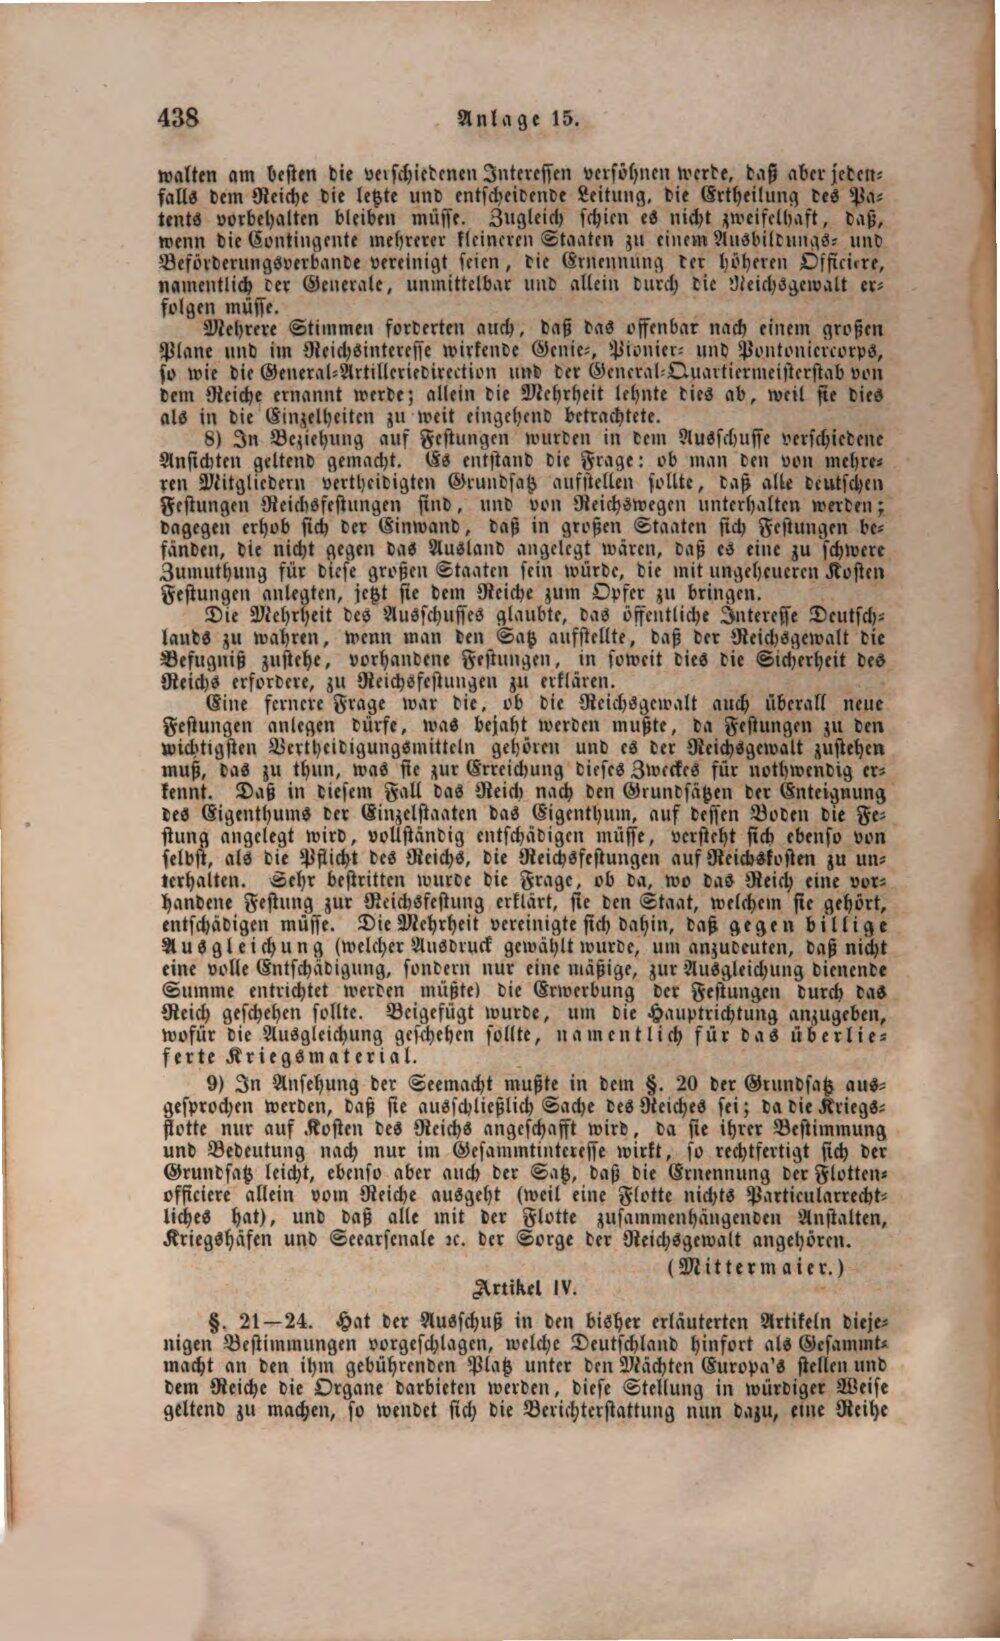 438 Anlage 15.
walten am besten die verschiedenen Interessen versöhnen werde, daß aber jeden-
falls dem Reiche die letzte und entscheidende Leitung, die Ertheilung des Pa-
tents vorbehalten bleiben müsse. Zugleich schien es nicht zweifelhaft, daß,
wenn die Contingente mehrerer kleineren Staaten zu einem Ausbildungs- und
Beförderungsverbande vereinigt seien, die Ernennung der höheren Officiere,
namentlich der Generale, unmittelbar und allein durch die Reichsgewalt er-
folgen müsse.
Mehrere Stimmen forderten auch, daß das offenbar nach einem großen
Plane und im Reichsinteresse wirkende Genie-, Pionier- und Pontoniercorps,
so wie die General-Artilleriedirection und der General-Quartiermeisterstab von
dem Reiche ernannt werde; allein die Mehrheit lehnte dies ab, weil sie dies
als in die Einzelheiten zu weit eingehend betrachtete.
8) In Beziehung auf Festungen wurden in dem Ausschusse verschiedene
Ansichten geltend gemacht. Es entstand die Frage: ob man den von mehre-
ren Mitgliedern vertheidigten Grundsatz aufstellen sollte, daß alle deutschen
Festungen Reichsfestungen sind, und von Reichswegen unterhalten werden;
dagegen erhob sich der Einwand, daß in großen Staaten sich Festungen be-
fänden, die nicht gegen das Ausland angelegt wären, daß es eine zu schwere
Zumuthung für diese großen Staaten sein würde, die mit ungeheueren Kosten
Festungen anlegten, jetzt sie dem Reiche zum Opfer zu bringen.
Die Mehrheit des Ausschusses glaubte, das öffentliche Interesse Deutsch-
lands zu wahren, wenn man den Satz aufstellte, daß der Reichsgewalt die
Befugniß zustehe, vorhandene Festungen, in soweit dies die Sicherheit des
Reichs erfordere, zu Reichsfestungen zu erklären.
Eine fernere Frage war die, ob die Reichsgewalt auch überall neue
Festungen anlegen dürfe, was bejaht werden mußte, da Festungen zu den
wichtigsten Vertheidigungsmitteln gehören und es der Reichsgewalt zustehen
muß, das zu thun, was sie zur Erreichung dieses Zweckes für nothwendig er-
kennt. Daß in diesem Fall das Reich nach den Grundsätzen der Enteignung
des Eigenthums der Einzelstaaten das Eigenthum, auf dessen Boden die Fe-
stung angelegt wird, vollständig entschädigen müsse, versteht sich ebenso von
selbst, als die Pflicht des Reichs, die Reichsfestungen auf Reichskosten zu un-
terhalten. Sehr bestritten wurde die Frage, ob da, wo das Reich eine vor-
handene Festung zur Reichsfestung erklärt, sie den Staat, welchem sie gehört,
entschädigen müsse. Die Mehrheit vereinigte sich dahin, daß gegen billige
Ausgleichung (welcher Ausdruck gewählt wurde, um anzudeuten, daß nicht
eine volle Entschädigung, sondern nur eine mäßige, zur Ausgleichung dienende
Summe entrichtet werden müßte) die Erwerbung der Festungen durch das
Reich geschehen sollte. Beigefügt wurde, um die Hauptrichtung anzugeben,
wofür die Ausgleichung geschehen sollte, namentlich für das überlie-
ferte Kriegsmaterial.
9) In Ansehung der Seemacht mußte in dem §. 20 der Grundsatz aus-
gesprochen werden, daß sie ausschließlich Sache des Reiches sei; da die Kriegs-
flotte nur auf Kosten des Reichs angeschafft wird, da sie ihrer Bestimmung
und Bedeutung nach nur im Gesammtinteresse wirkt, so rechtfertigt sich der
Grundsatz leicht, ebenso aber auch der Satz, daß die Ernennung der Flotten-
officiere allein vom Reiche ausgeht (weil eine Flotte nichts Particularrecht-
liches hat), und daß alle mit der Flotte zusammenhängenden Anstalten,
Kriegshäfen und Seearsenale ꝛc. der Sorge der Reichsgewalt angehören.
(Mittermaier.)
Artikel IV.
§. 21—24. Hat der Ausschuß in den bisher erläuterten Artikeln dieje-
nigen Bestimmungen vorgeschlagen, welche Deutschland hinfort als Gesammt-
macht an den ihm gebührenden Platz unter den Mächten Europa's stellen und
dem Reiche die Organe darbieten werden, diese Stellung in würdiger Weise
geltend zu machen, so wendet sich die Berichterstattung nun dazu, eine Reihe